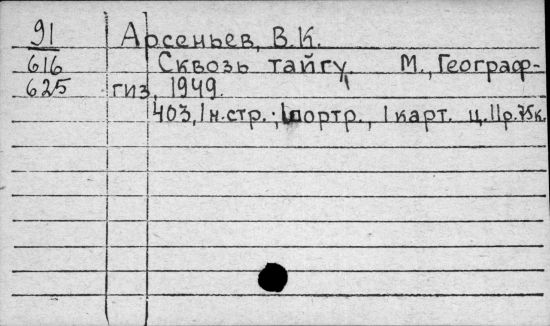 91 Арсеньев, В.К.
616 Сквозь тайгу. М., Географ-
625 гиз, 1949.
403, 1 н.стр.; 1 портр., 1 карт. ц. 11р. 75к.